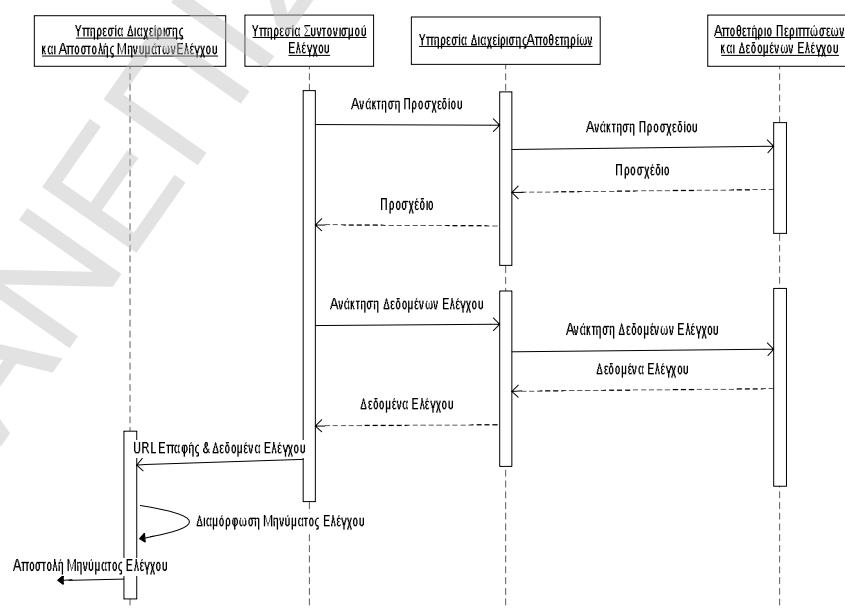 Υπηρεσία Διαχείρισης
και Αποστολής ΜηνυμάτωνΕλέγχου
Υπηρεσία Συντονισμού
Ελέγχου
Υπηρεσία ΔιαχείρισηςΑποθετηρίων
Αποθετήριο Περιπτώσεων
και Δεδομένων Ελέγχου
Ανάκτηση Προσχεδίου
Ανάκτηση Προσχεδίου
Προσχέδιο
Προσχέδιο
Ανάκτηση Δεδομένων Ελέγχου
Ανάκτηση Δεδομένων Ελέγχου
Δεδομένα Ελέγχου
Δεδομένα Ελέγχου
URL Επαφής & Δεδομένα Ελέγχου
Διαμόρφωση Μηνύματος Ελέγχου
Αποστολή Μηνύματος Ελέγχου